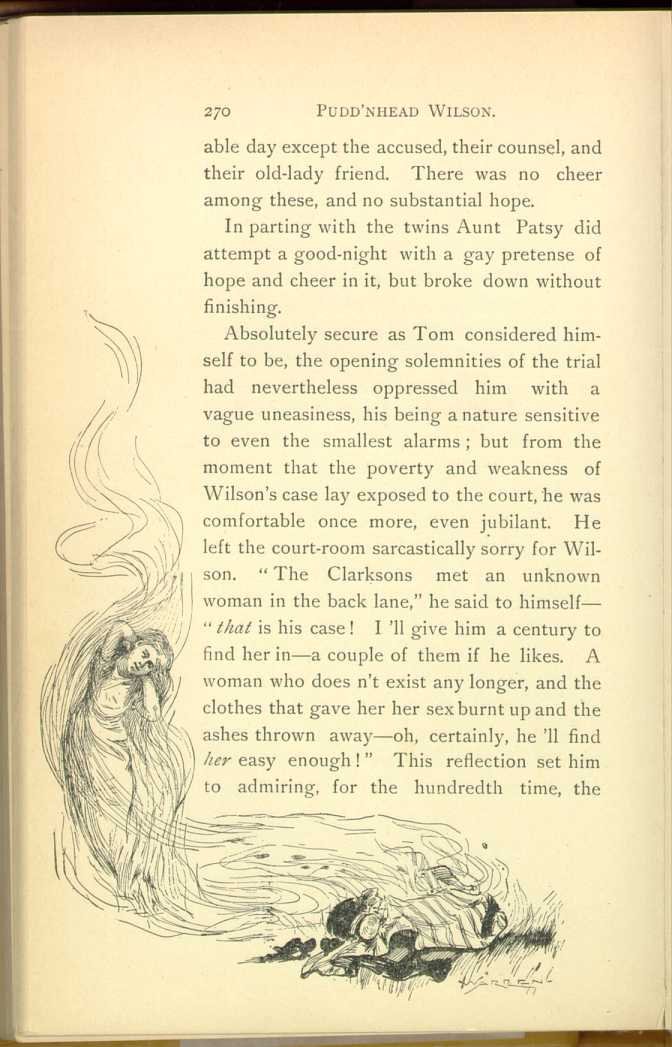 270 PUDD'NHEAD WILSON.
able day except the accused, their counsel, and
their old-lady friend. There was no cheer
among these, and no substantial hope.
In parting with the twins Aunt Patsy did
attempt a good-night with a gay pretense of
hope and cheer in it, but broke down without
finishing.
Absolutely secure as Tom considered him-
self to be, the opening solemnities of the trial
had nevertheless oppressed him with a
vague uneasiness, his being a nature sensitive
to even the smallest alarms; but from the
moment that the poverty and weakness of
Wilson's case lay exposed to the court, he was
comfortable once more, even jubilant. He
left the court-room sarcastically sorry for Wil-
son. "The Clarksons met an unknown
woman in the back lane," he said to himself—
"that is his case! I 'll give him a century to
find her in—a couple of them if he likes. A
woman who does n't exist any longer, and the
clothes that gave her her sex burnt up and the
ashes thrown away—oh, certainly, he 'll find
her easy enough!" This reflection set him
to admiring, for the hundredth time, the